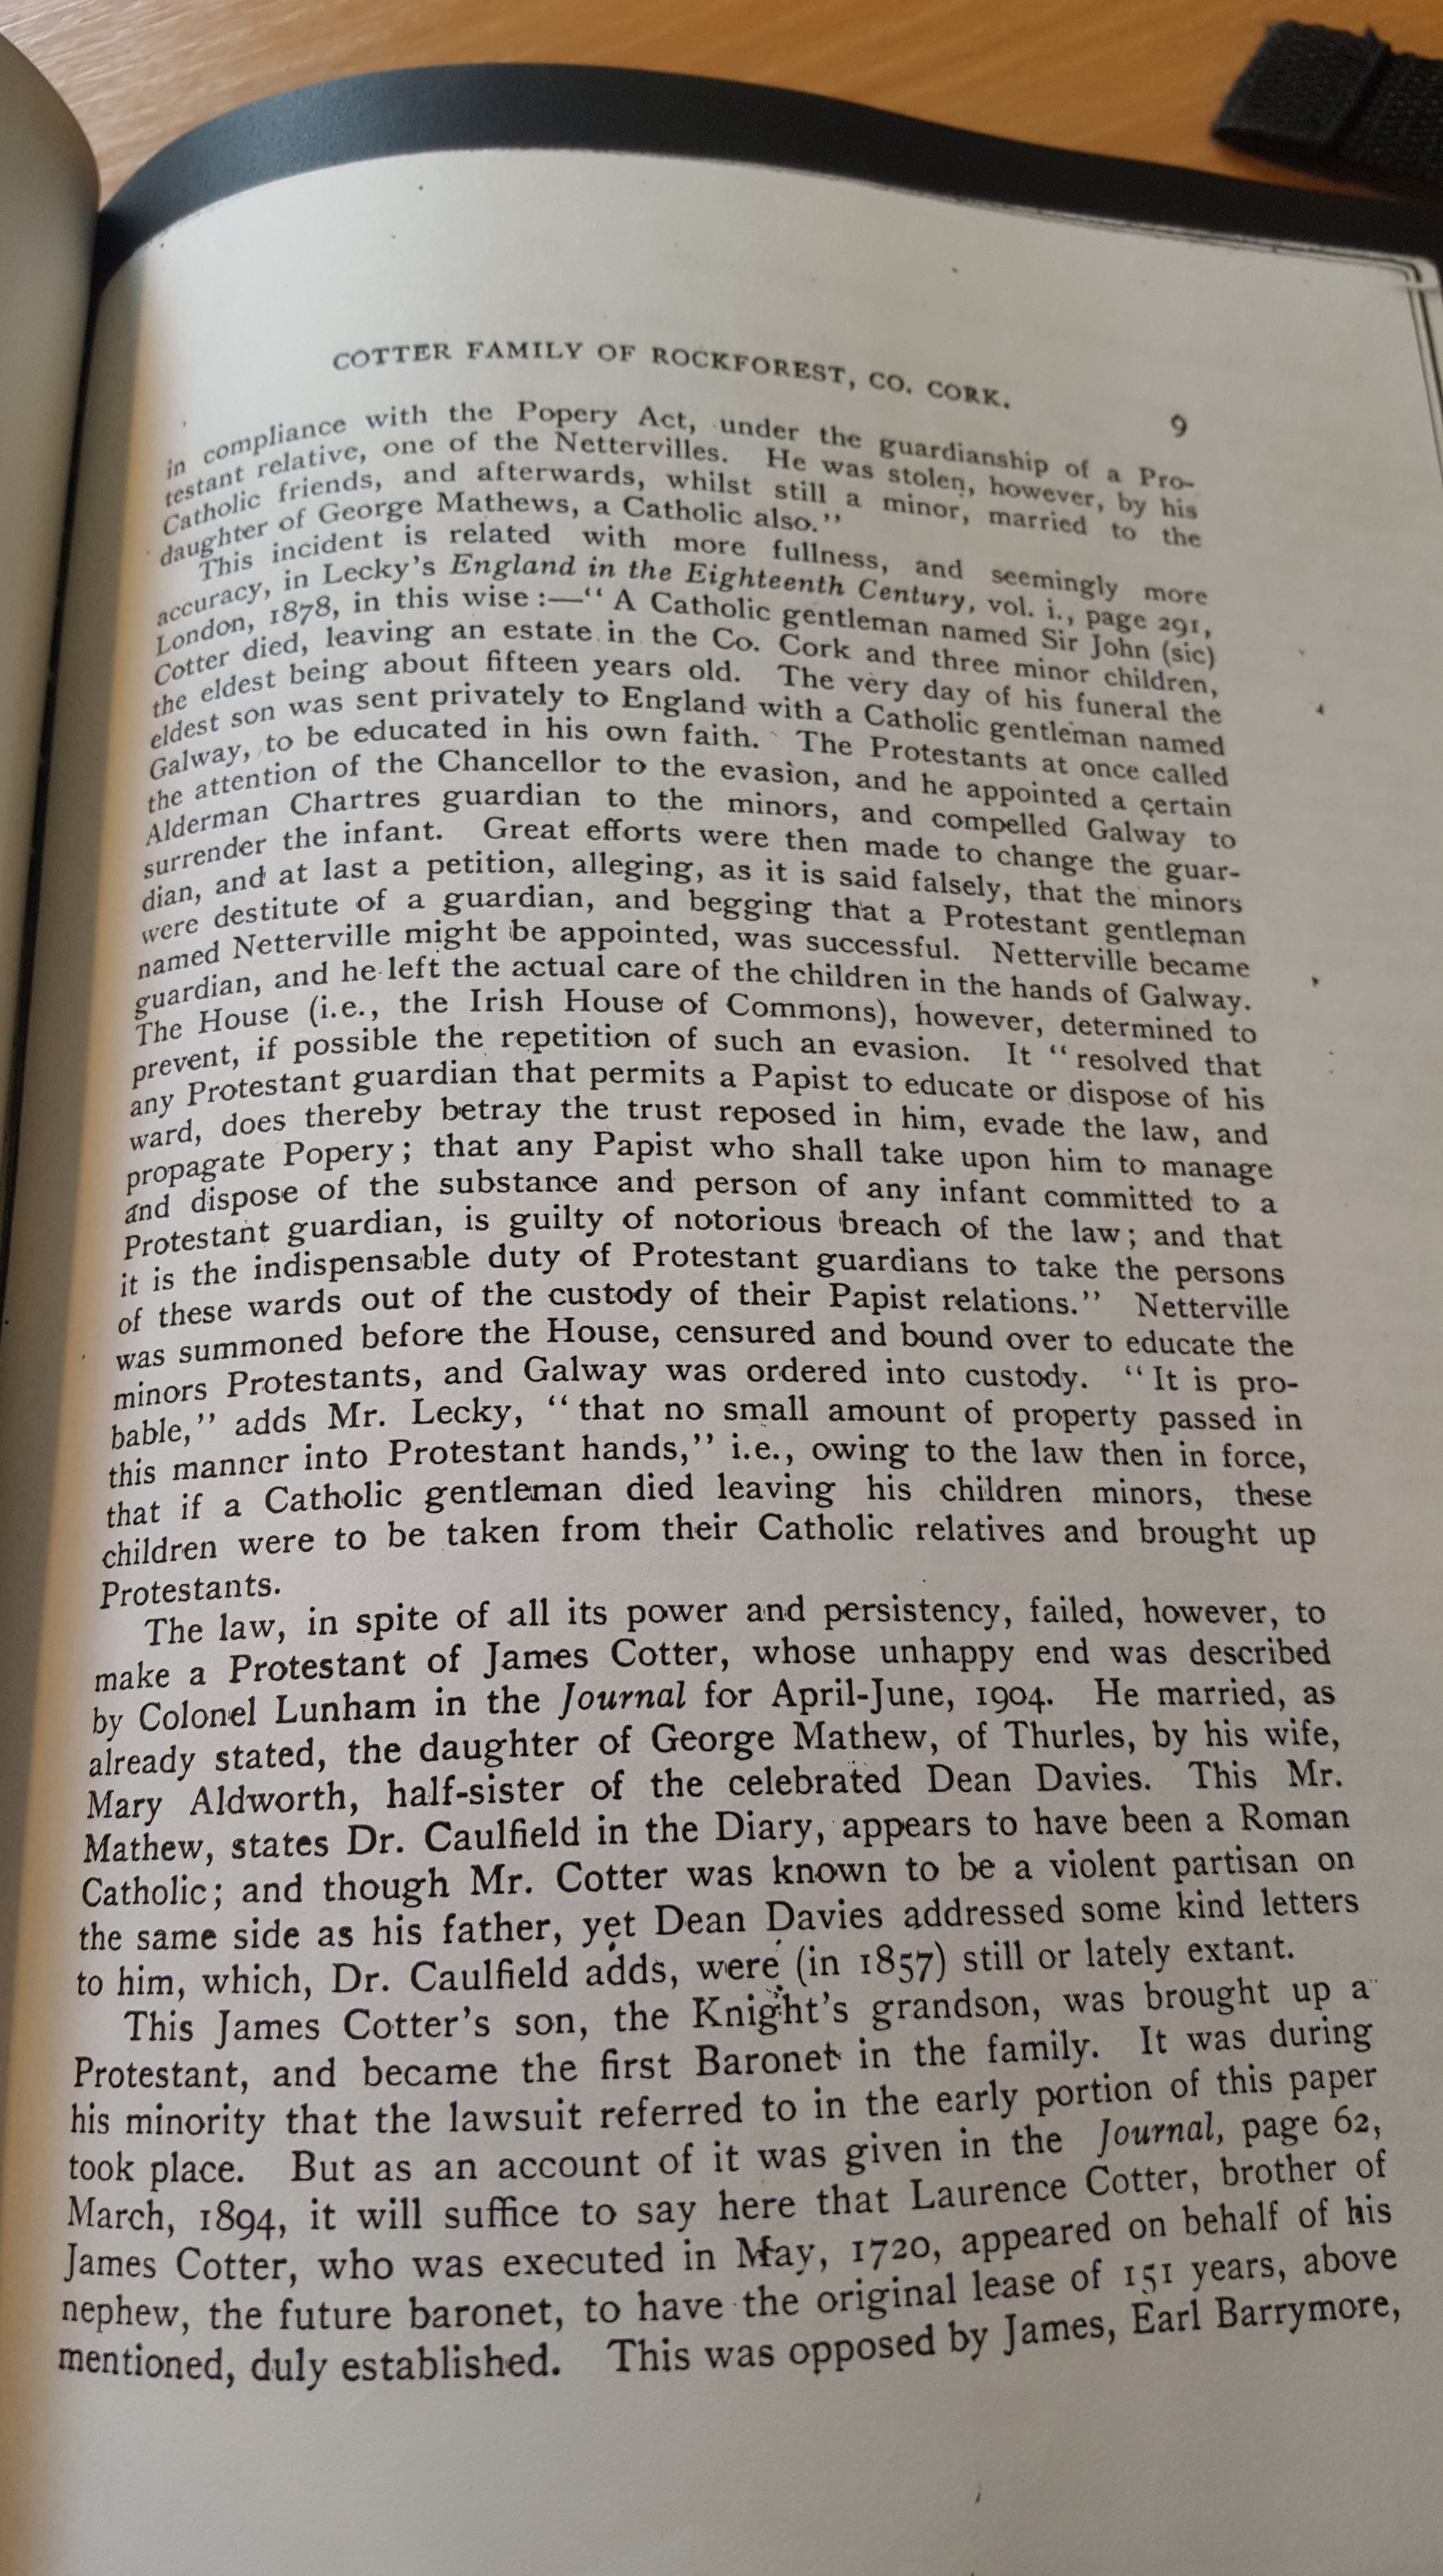 COTTER FAMILY OF ROCKFOREST, CO. CORK.
9
in compliance with the Popery Act, under the guardianship of a Pro-
testant relative, one of the Nettervilles. He was stolen, however, by his
Catholic friends, and afterwards, whilst still a minor, married to the
daughter of George Mathews, a Catholic also.”
This incident is related with more fullness, and seemingly more
accuracy, in Lecky’s England in the Eighteenth Century, vol. i., page 291,
London, 1878, in this wise :—“ A Catholic gentleman named Sir John (sic)
Cotter died, leaving an estate in the Co. Cork and three minor children,
the eldest being about fifteen years old. The very day of his funeral the
eldest son was sent privately to England with a Catholic gentleman named
Galway, to be educated in his own faith. The Protestants at once called
the attention of the Chancellor to the evasion, and he appointed a certain
Alderman Chartres guardian to the minors, and compelled Galway to
surrender the infant. Great efforts were then made to change the guar-
dian, and at last a petition, alleging, as it is said falsely, that the minors
were destitute of a guardian, and begging that a Protestant gentleman
named Netterville might be appointed, was successful. Netterville became
guardian, and he left the actual care of the children in the hands of Galway.
The House (i.e., the Irish House of Commons), however, determined to
prevent, if possible the repetition of such an evasion. It “ resolved that
any Protestant guardian that permits a Papist to educate or dispose of his
ward, does thereby betray the trust reposed in him, evade the law, and
propagate Popery ; that any Papist who shall take upon him to manage
and dispose of the substance and person of any infant committed to a
Protestant guardian, is guilty of notorious breach of the law ; and that
it is the indispensable duty of Protestant guardians to take the persons
of these wards out of the custody of their Papist relations.” Netterville
was summoned before the House, censured and bound over to educate the
minors Protestants, and Galway was ordered into custody. “ It is pro-
bable,” adds Mr. Lecky, “ that no small amount of property passed in
this manner into Protestant hands,” i.e., owing to the law then in force,
that if a Catholic gentleman died leaving his children minors, these
children were to be taken from their Catholic relatives and brought up
Protestants.
The law, in spite of all its power and persistency, failed, however, to
make a Protestant of James Cotter, whose unhappy end was described
by Colonel Lunham in the Journal for April-June, 1904. He married, as
already stated, the daughter of George Mathew, of Thurles, by his wife,
Mary Aldworth, half-sister of the celebrated Dean Davies. This Mr.
Mathew, states Dr. Caulfield in the Diary, appears to have been a Roman
Catholic ; and though Mr. Cotter was known to be a violent partisan on
the same side as his father, yet Dean Davies addressed some kind letters
to him, which, Dr. Caulfield adds, were (in 1857) still or lately extant.
This James Cotter’s son, the Knight’s grandson, was brought up a
Protestant, and became the first Baronet in the family. It was during
his minority that the lawsuit referred to in the early portion of this paper
took place. But as an account of it was given in the Journal, page 62,
March, 1894, it will suffice to say here that Laurence Cotter, brother of
James Cotter, who was executed in May, 1720, appeared on behalf of his
nephew, the future baronet, to have the original lease of 151 years, above
mentioned, duly established. This was opposed by James, Earl Barrymore,